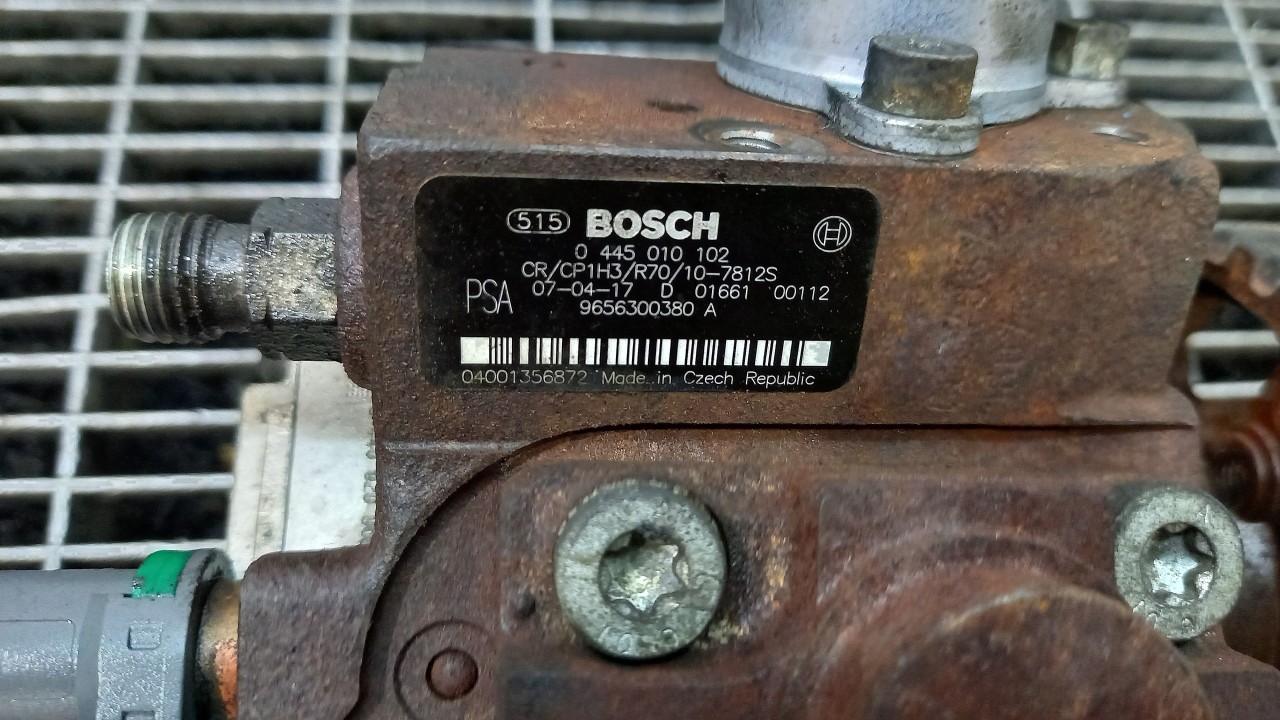 515 BOSCH
0 445 010 102
CR/CP1H3/R70/10-7812S
PSA 07-04-17 D 01661 00112
9656300380 A
04001356872 Made in Czech Republic